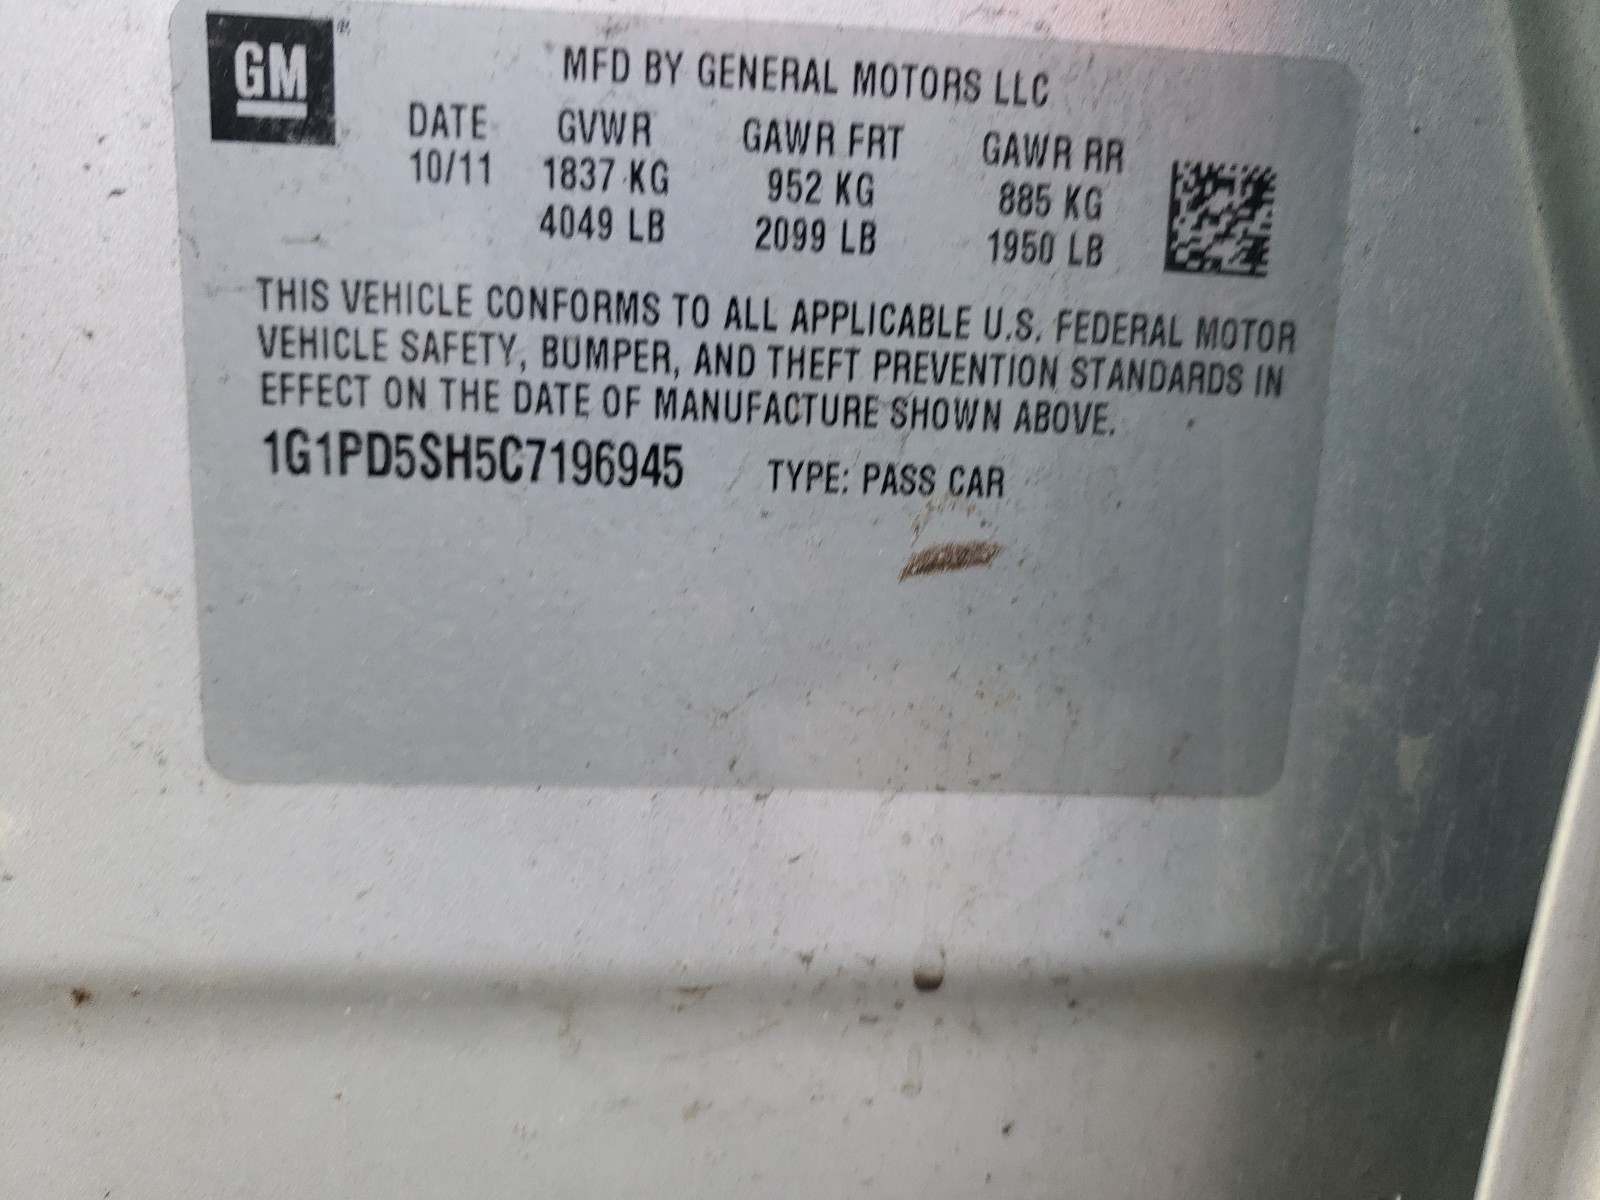 GM
MFD BY GENERAL MOTORS LLC
DATE GVWR GAWR FRT GAWR RR
10/11 1837 KG 952 KG 885 KG
4049 LB 2099 LB 1950 LB
THIS VEHICLE CONFORMS TO ALL APPLICABLE U.S. FEDERAL MOTOR
VEHICLE SAFETY, BUMPER, AND THEFT PREVENTION STANDARDS IN
EFFECT ON THE DATE OF MANUFACTURE SHOWN ABOVE.
1G1PD5SH5C7196945 TYPE: PASS CAR